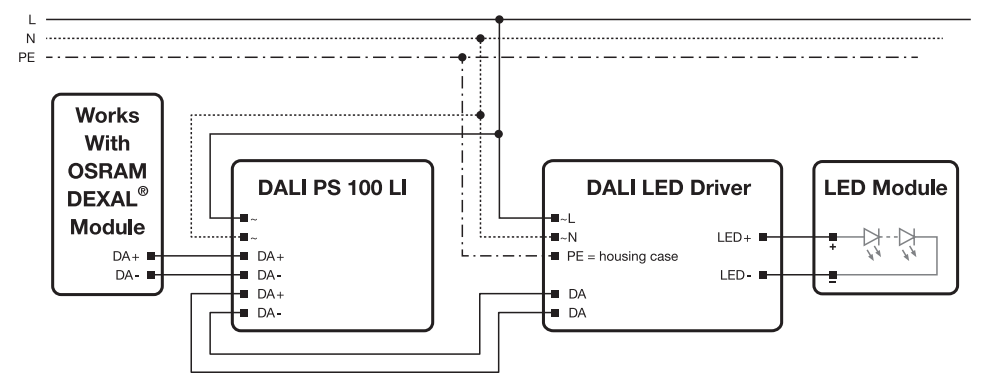 L
N
PE
Works
With
OSRAM
DEXAL®
Module
DA+
DA-
DALI PS 100 LI
~
~
DA+
DA-
DA+
DA-
DALI LED Driver
~L
~N
PE = housing case
DA
DA
LED+
LED-
LED Module
+
-